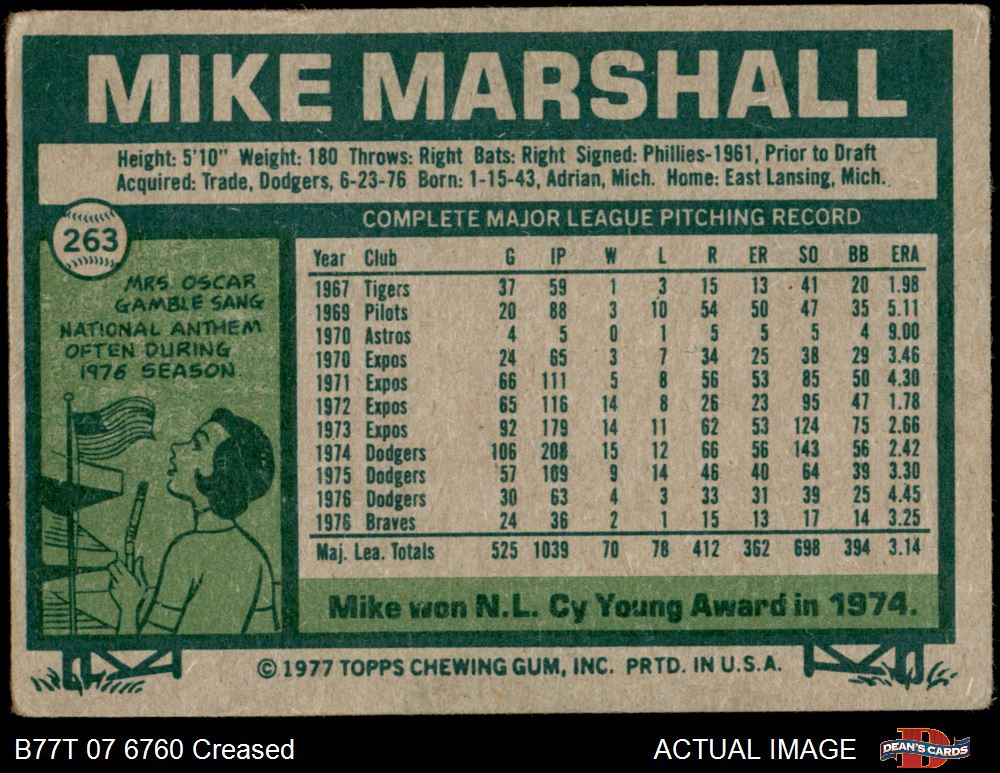 MIKE MARSHALL
Height: 5'10" Weight: 180 Throws: Right Bats: Right Signed: Phillies-1961, Prior to Draft
Acquired: Trade, Dodgers, 6-23-76 Born: 1-15-43, Adrian, Mich. Home: East Lansing, Mich.
263
MRS. OSCAR
GAMBLE SANG
NATIONAL ANTHEM
OFTEN DURING
1976 SEASON.
COMPLETE MAJOR LEAGUE PITCHING RECORD
Year Club G IP W L R ER SO BB ERA
1967 Tigers 37 59 1 3 15 13 41 20 1.98
1969 Pilots 20 88 3 10 54 50 47 35 5.11
1970 Astros 4 5 0 1 5 5 5 4 9.00
1970 Expos 24 65 3 7 34 25 38 29 3.46
1971 Expos 66 111 5 8 56 53 85 50 4.30
1972 Expos 65 116 14 8 26 23 95 47 1.78
1973 Expos 92 179 14 11 62 53 124 75 2.66
1974 Dodgers 106 208 15 12 66 56 143 56 2.42
1975 Dodgers 57 109 9 14 46 40 64 39 3.30
1976 Dodgers 30 63 4 3 33 31 39 25 4.45
1976 Braves 24 36 2 1 15 13 17 14 3.25
Maj. Lea. Totals 525 1039 70 78 412 362 698 394 3.14
Mike won N.L. Cy Young Award in 1974.
© 1977 TOPPS CHEWING GUM, INC. PRTD. IN U.S.A.
B77T 07 6760 Creased
ACTUAL IMAGE
DEAN'S CARDS